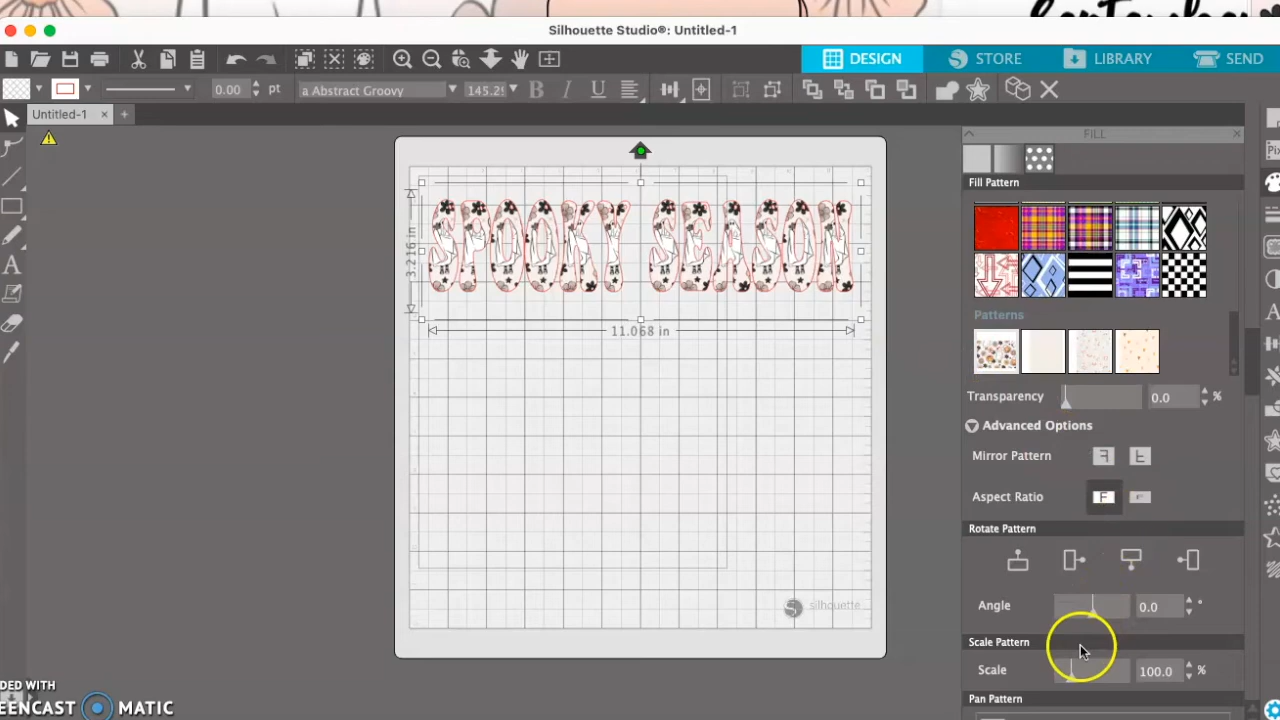 Silhouette Studio®: Untitled-1
DESIGN
STORE
LIBRARY
SEND
0.00 pt
a Abstract Groovy
145.2
B I U
Untitled-1 × +
FILL
Fill Pattern
SPOOKY SEASON
3.216 in
11.068 in
Patterns
Transparency 0.0 %
Advanced Options
Mirror Pattern
Aspect Ratio
Rotate Pattern
Angle 0.0 °
Scale Pattern
Scale 100.0 %
Pan Pattern
silhouette
DED WITH
EENCAST MATIC